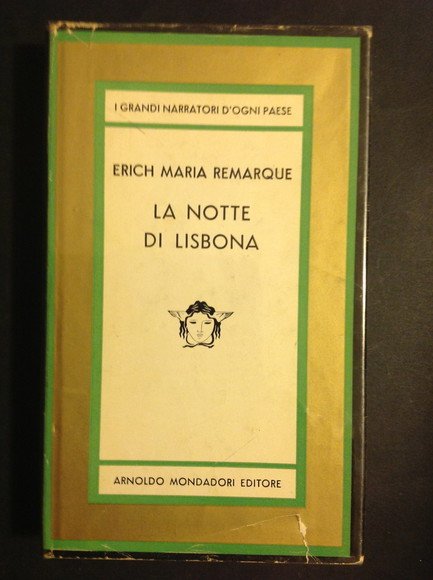 I GRANDI NARRATORI D'OGNI PAESE
ERICH MARIA REMARQUE
LA NOTTE
DI LISBONA
ARNOLDO MONDADORI EDITORE